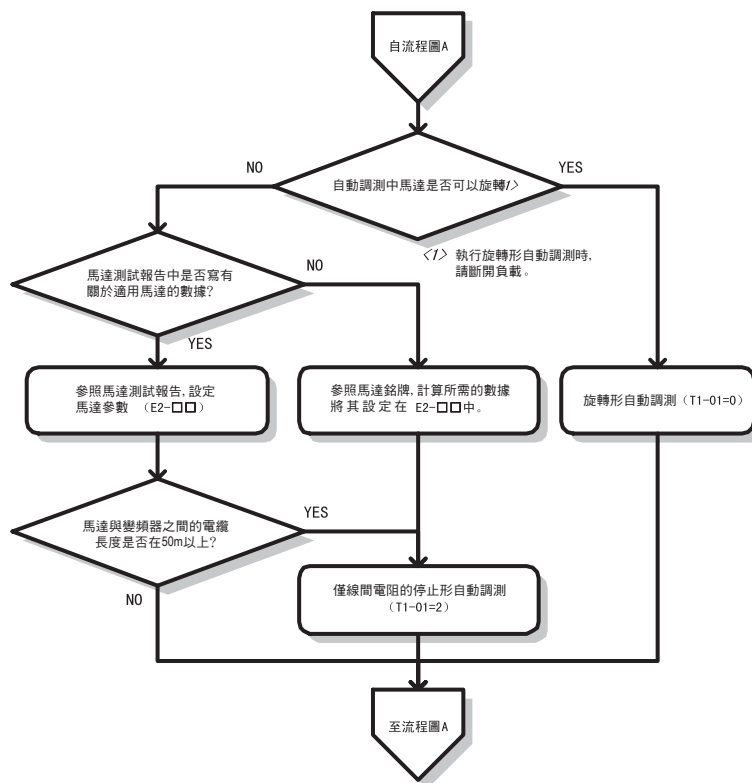 自流程圖A
自動調測中馬達是否可以旋轉1>
NO
YES
<1> 執行旋轉形自動調測時,
請斷開負載。
馬達測試報告中是否寫有
關於適用馬達的數據?
NO
YES
參照馬達測試報告,設定
馬達參數 (E2-□□)
參照馬達銘牌,計算所需的數據
將其設定在 E2-□□中。
旋轉形自動調測(T1-01=0)
馬達與變頻器之間的電纜
長度是否在50m以上?
YES
NO
僅線間電阻的停止形自動調測
(T1-01=2)
至流程圖A